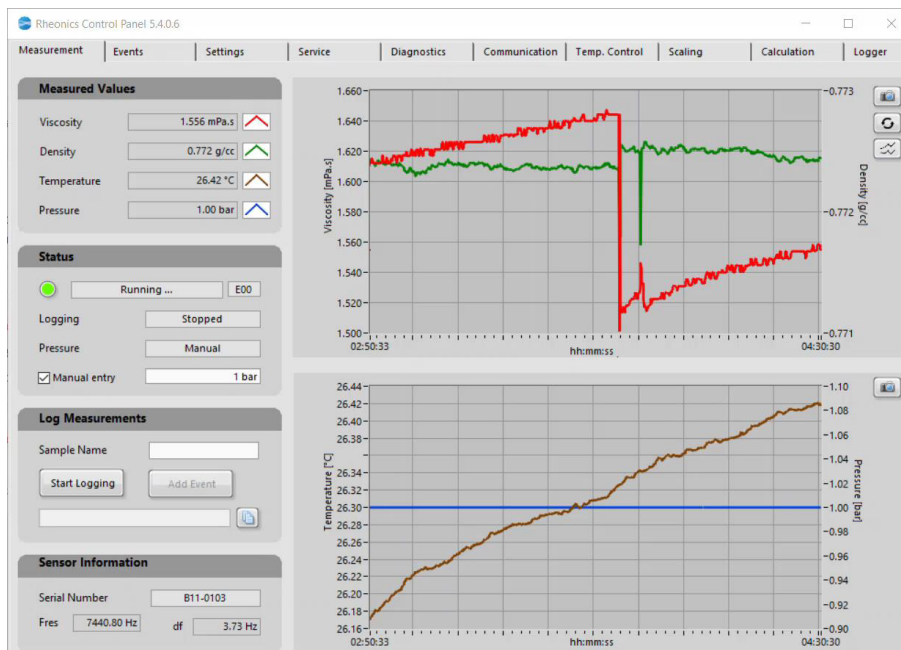 Rheonics Control Panel 5.4.0.6
Measurement Events Settings Service Diagnostics Communication Temp. Control Scaling Calculation Logger
Measured Values
Viscosity 1.556 mPa.s
Density 0.772 g/cc
Temperature 26.42 °C
Pressure 1.00 bar
Status
Running ... E00
Logging Stopped
Pressure Manual
Manual entry 1 bar
Log Measurements
Sample Name
Start Logging Add Event
Sensor Information
Serial Number B11-0103
Fres 7440.80 Hz df 3.73 Hz
Viscosity [mPa.s]
1.660
1.640
1.620
1.600
1.580
1.560
1.540
1.520
1.500
0.773
0.772
0.771
Density [g/cc]
02:50:33 hh:mm:ss 04:30:30
Temperature [°C]
26.44
26.42
26.40
26.38
26.36
26.34
26.32
26.30
26.28
26.26
26.24
26.22
26.20
26.18
26.16
1.10
1.08
1.06
1.04
1.02
1.00
0.98
0.96
0.94
0.92
0.90
Pressure [bar]
02:50:33 hh:mm:ss 04:30:30